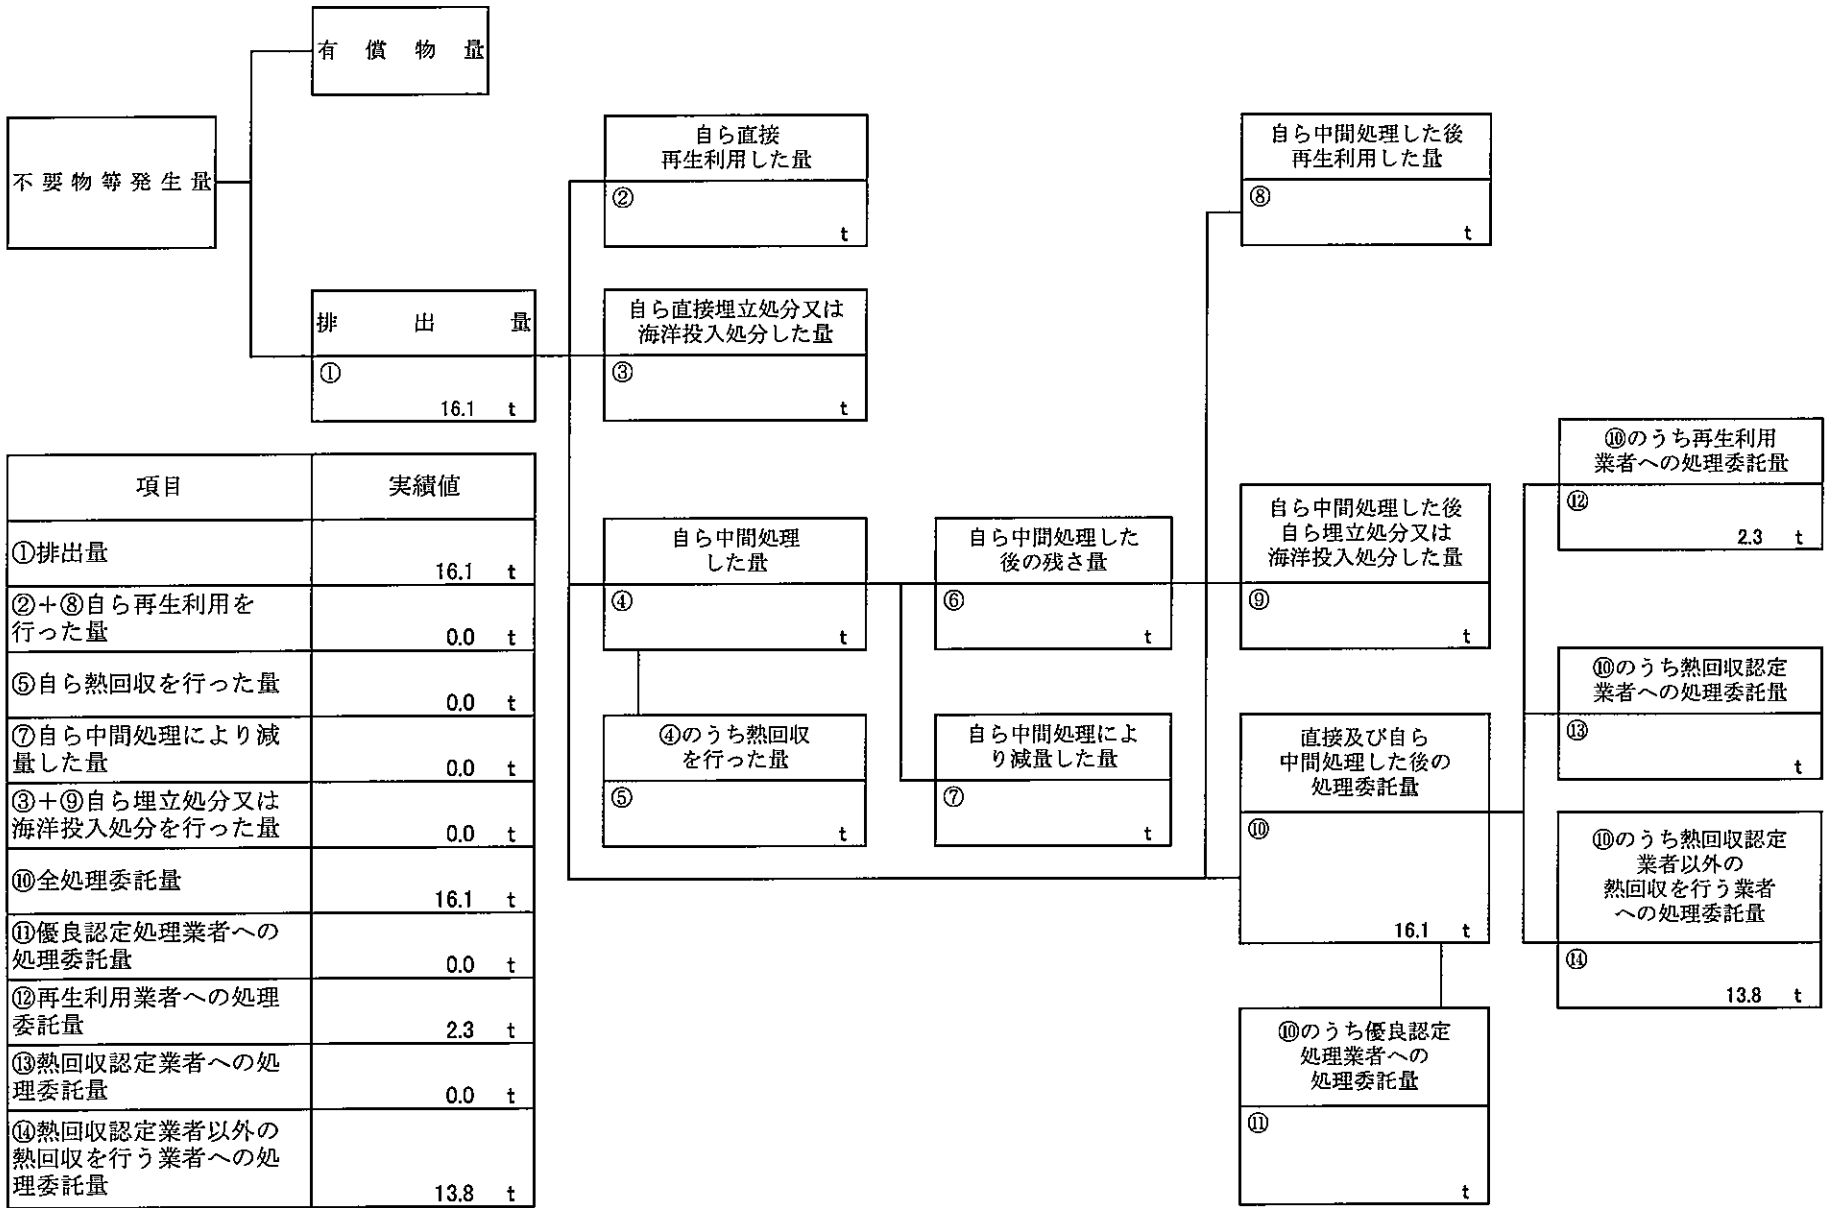 有償物量
不要物等発生量
排出量
①
16.1 t
自ら直接
再生利用した量
②
t
自ら直接埋立処分又は
海洋投入処分した量
③
t
自ら中間処理
した量
④
t
④のうち熱回収
を行った量
⑤
t
自ら中間処理した
後の残さ量
⑥
t
自ら中間処理によ
り減量した量
⑦
t
自ら中間処理した後
再生利用した量
⑧
t
自ら中間処理した後
自ら埋立処分又は
海洋投入処分した量
⑨
t
直接及び自ら
中間処理した後の
処理委託量
⑩
16.1 t
⑩のうち優良認定
処理業者への
処理委託量
⑪
t
⑩のうち再生利用
業者への処理委託量
⑫
2.3 t
⑩のうち熱回収認定
業者への処理委託量
⑬
t
⑩のうち熱回収認定
業者以外の
熱回収を行う業者
への処理委託量
⑭
13.8 t
項目 実績値
①排出量
16.1 t
②+⑧自ら再生利用を
行った量
0.0 t
⑤自ら熱回収を行った量
0.0 t
⑦自ら中間処理により減
量した量
0.0 t
③+⑨自ら埋立処分又は
海洋投入処分を行った量
0.0 t
⑩全処理委託量
16.1 t
⑪優良認定処理業者への
処理委託量
0.0 t
⑫再生利用業者への処理
委託量
2.3 t
⑬熱回収認定業者への処
理委託量
0.0 t
⑭熱回収認定業者以外の
熱回収を行う業者への処
理委託量
13.8 t